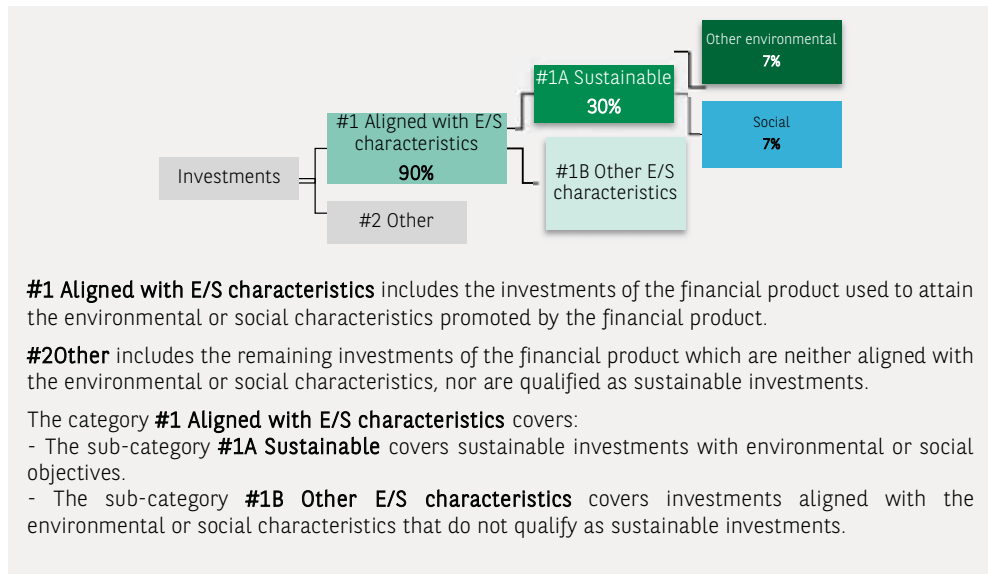 Other environmental
7%
#1A Sustainable
30%
#1 Aligned with E/S
characteristics
90%
Social
7%
Investments
#1B Other E/S
characteristics
#2 Other
#1 Aligned with E/S characteristics includes the investments of the financial product used to attain
the environmental or social characteristics promoted by the financial product.
#2Other includes the remaining investments of the financial product which are neither aligned with
the environmental or social characteristics, nor are qualified as sustainable investments.
The category #1 Aligned with E/S characteristics covers:
- The sub-category #1A Sustainable covers sustainable investments with environmental or social
objectives.
- The sub-category #1B Other E/S characteristics covers investments aligned with the
environmental or social characteristics that do not qualify as sustainable investments.